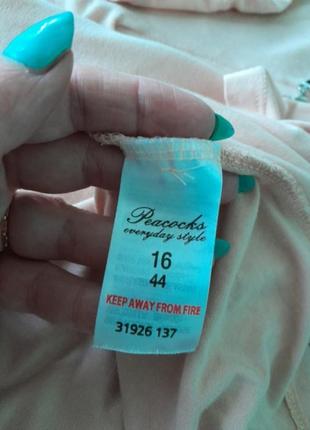 Peacocks
everyday style
16
44
KEEP AWAY FROM FIRE
31926 137